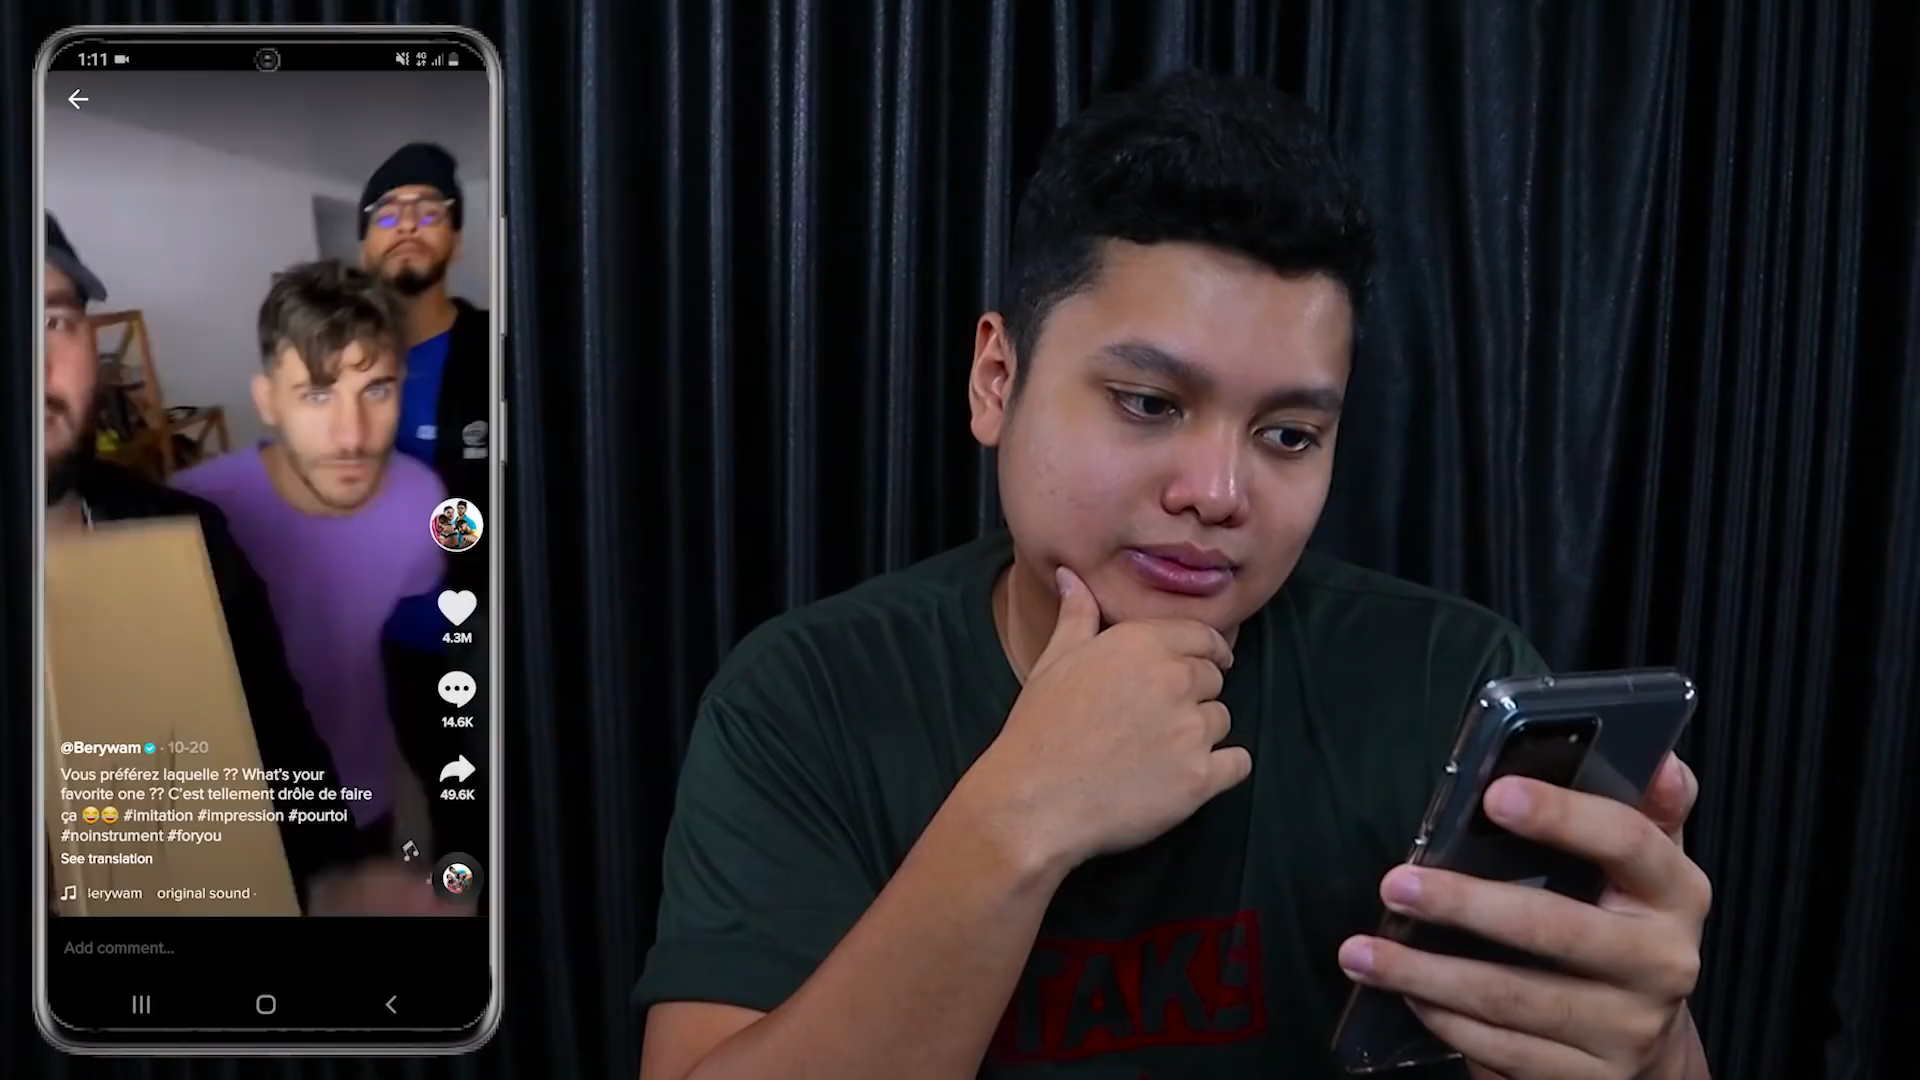 1:11
4G
4.3M
14.6K
49.6K
@Berywam · 10-20
Vous préférez laquelle ?? What's your
favorite one ?? C'est tellement drôle de faire
ça 😂😂 #imitation #impression #pourtoi
#noinstrument #foryou
See translation
lerywam original sound ·
Add comment...
TAKE